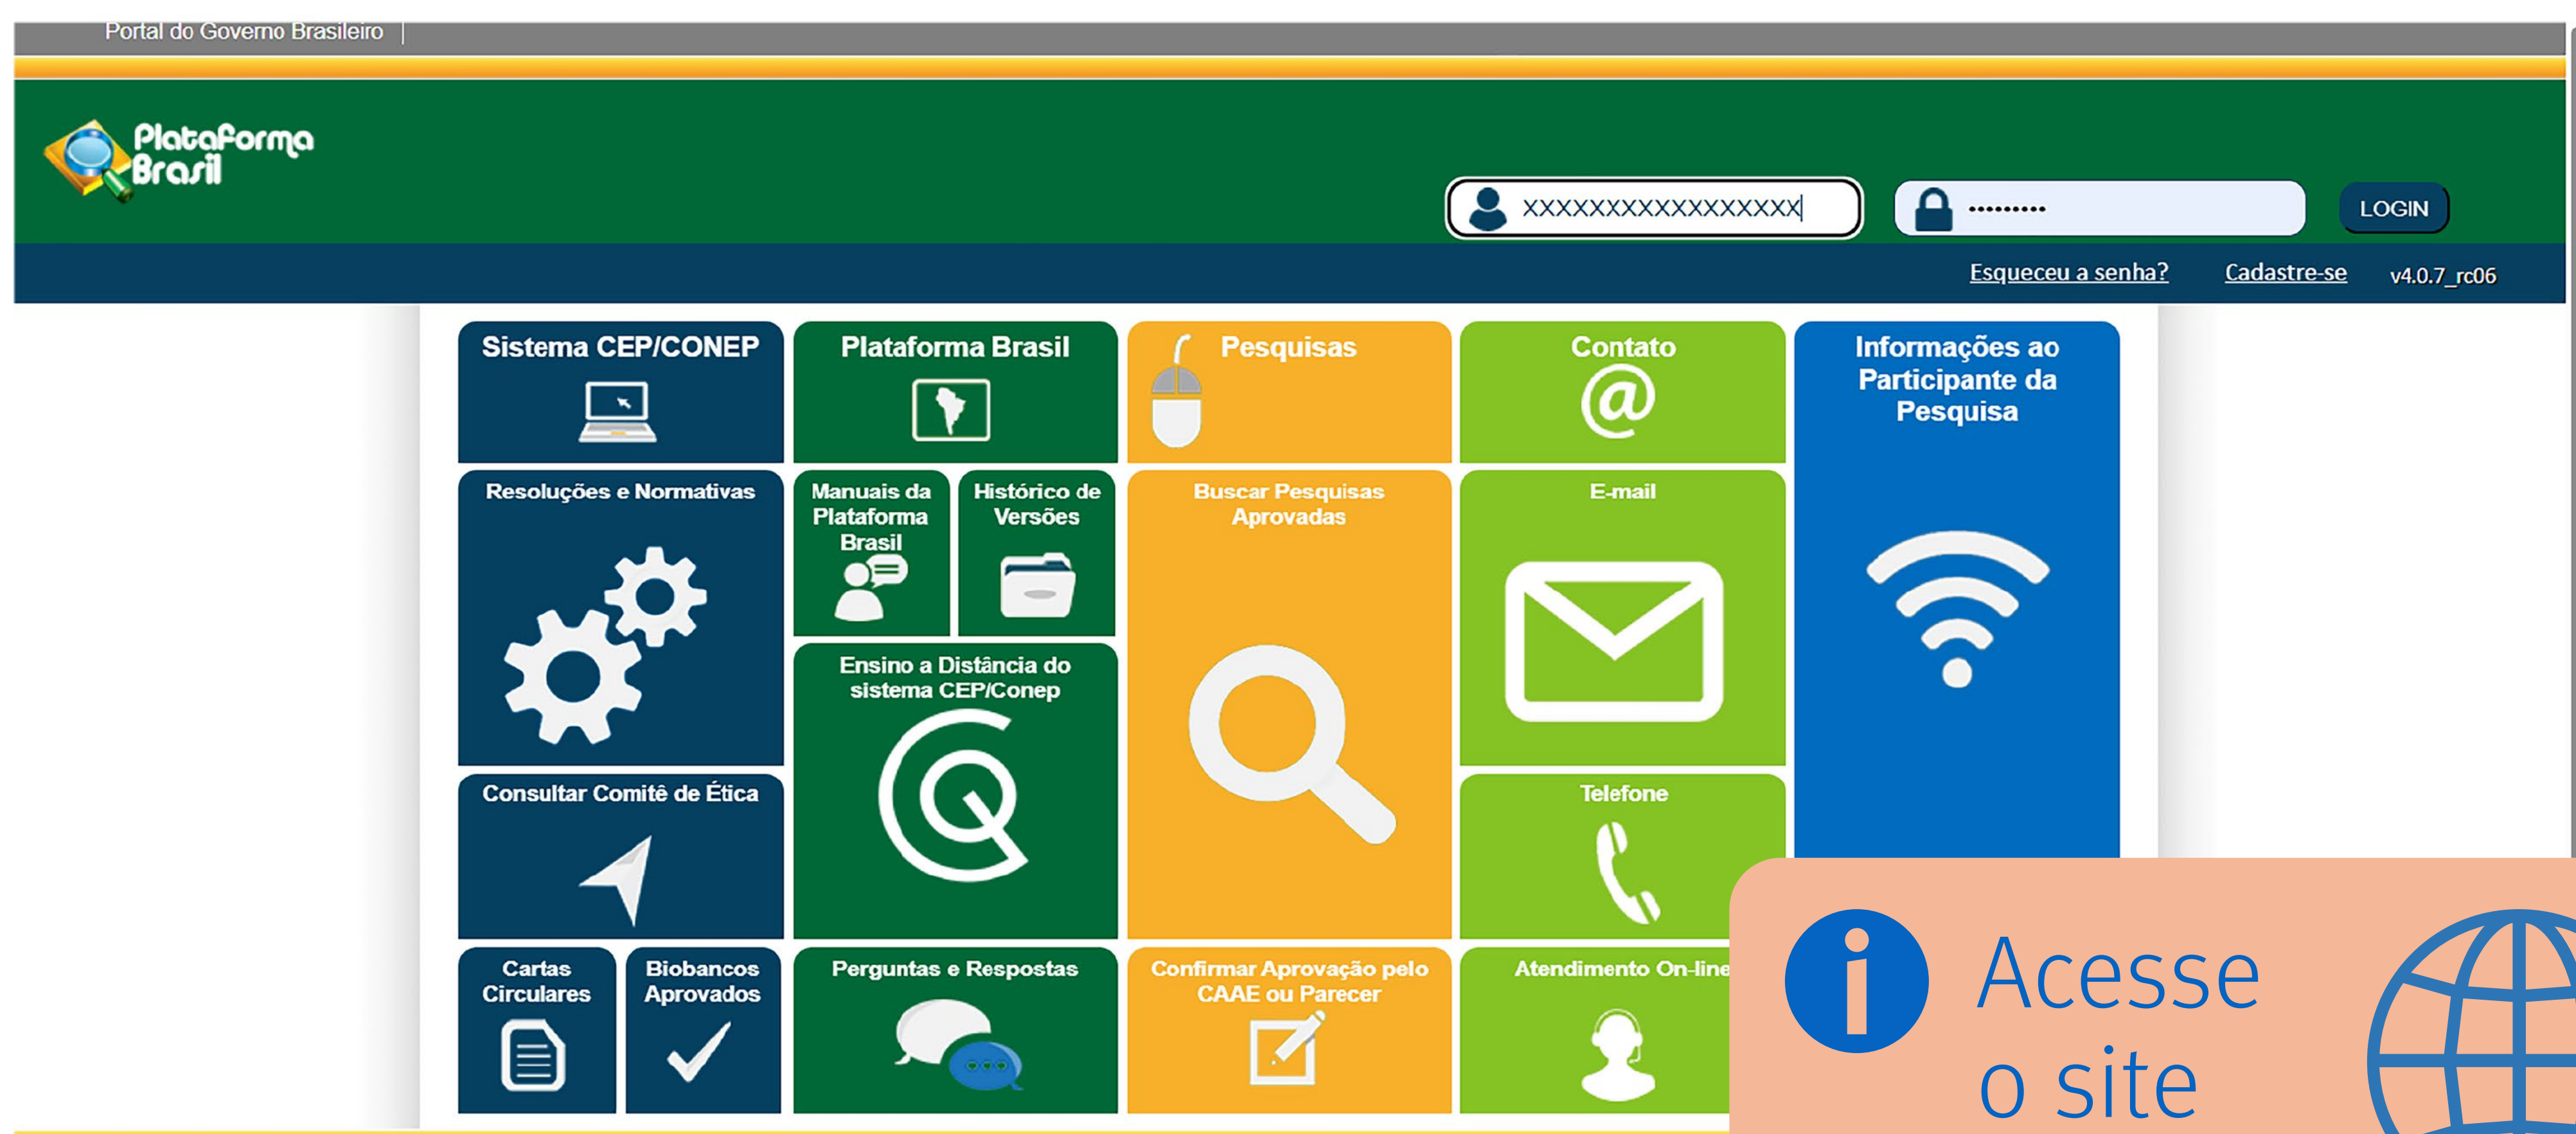 Portal do Governo Brasileiro
Plataforma
Brasil
XXXXXXXXXXXXXXXXX
•••••••••
LOGIN
Esqueceu a senha?
Cadastre-se
v4.0.7_rc06
Sistema CEP/CONEP
Plataforma Brasil
Pesquisas
Contato
@
Informações ao
Participante da
Pesquisa
Resoluções e Normativas
Manuais da
Plataforma
Brasil
Histórico de
Versões
Buscar Pesquisas
Aprovadas
E-mail
Ensino a Distância do
sistema CEP/Conep
Consultar Comitê de Ética
Telefone
Cartas
Circulares
Biobancos
Aprovados
Perguntas e Respostas
Confirmar Aprovação pelo
CAAE ou Parecer
Atendimento On-line
i
Acesse
o site